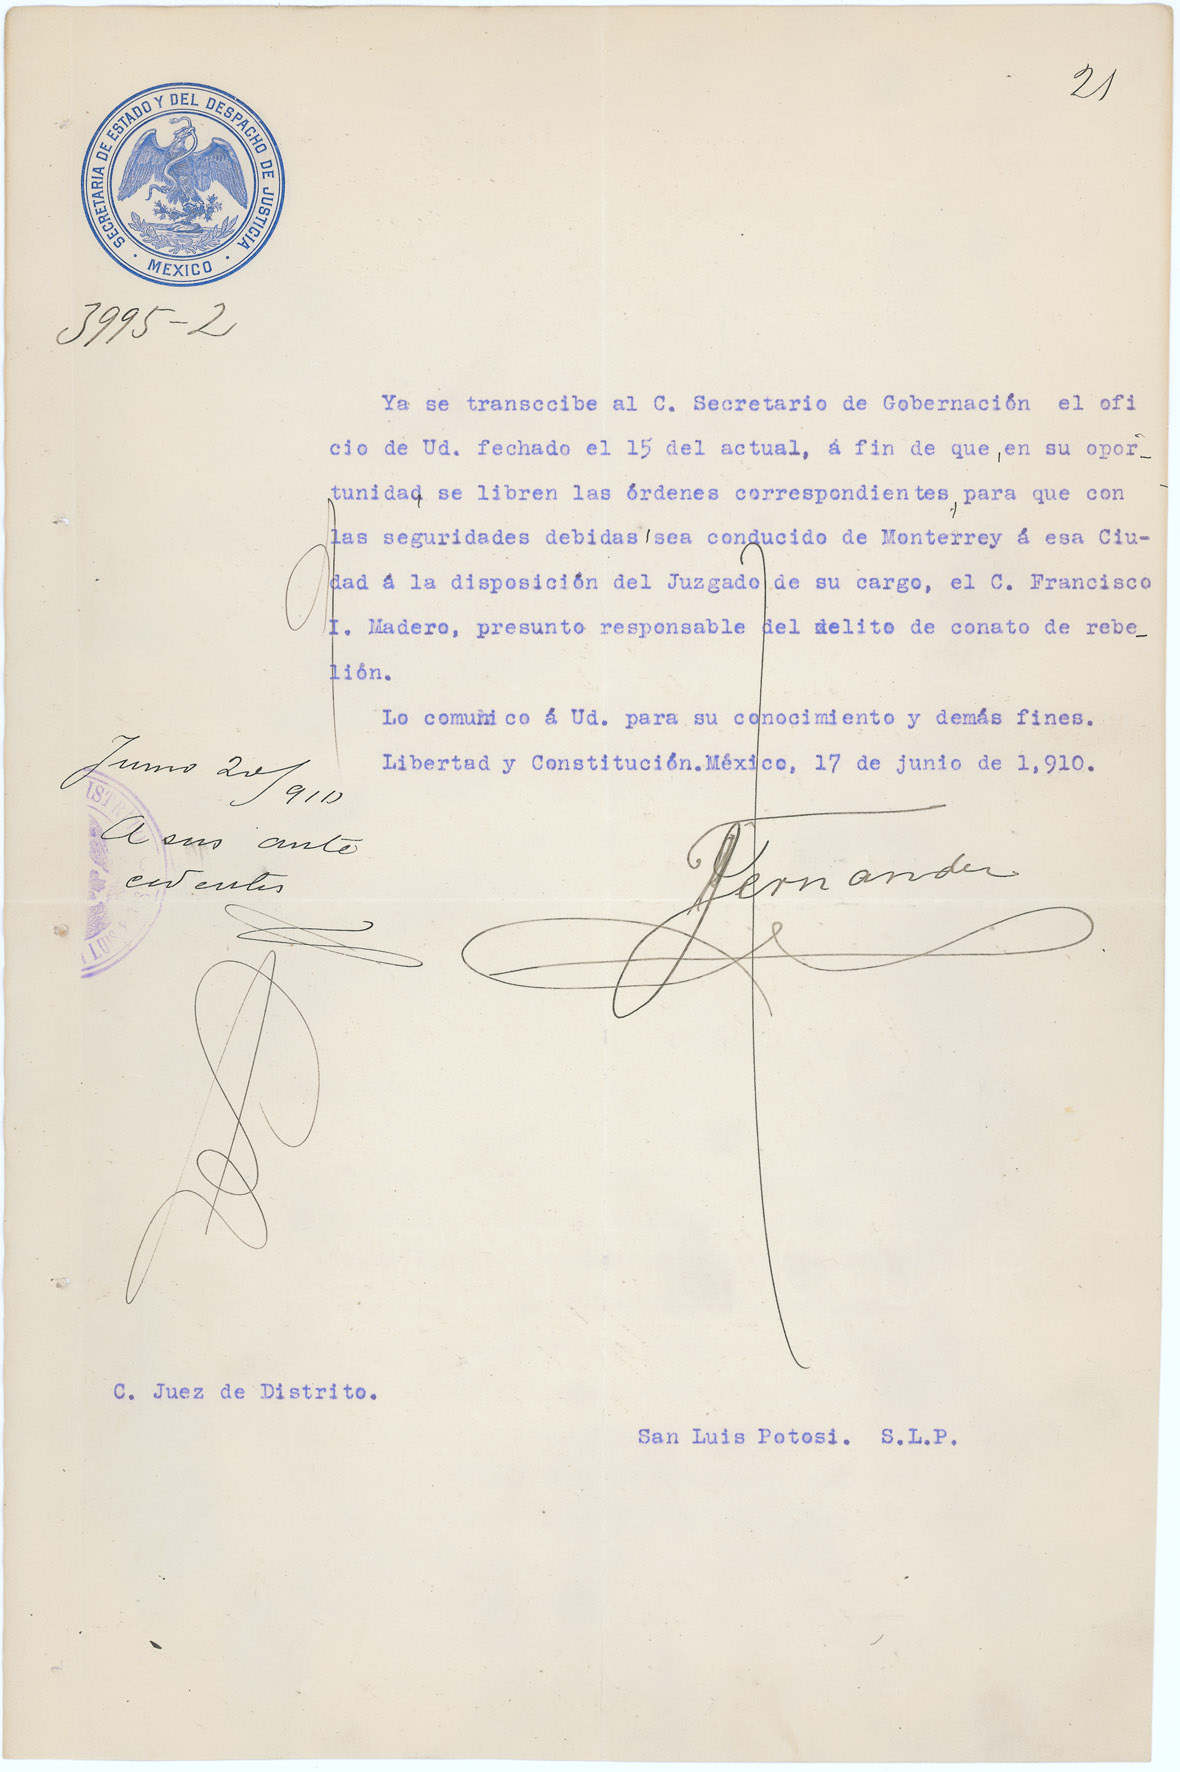 21
SECRETARIA DE ESTADO Y DEL DESPACHO DE JUSTICIA
· MEXICO ·
3995-2
Ya se transccibe al C. Secretario de Gobernación el ofi
cio de Ud. fechado el 15 del actual, á fin de que, en su opor-
tunidad se libren las órdenes correspondientes, para que con
las seguridades debidas, sea conducido de Monterrey á esa Ciu-
dad á la disposición del Juzgado de su cargo, el C. Francisco
I. Madero, presunto responsable del delito de conato de rebe-
lión.
Lo comunico á Ud. para su conocimiento y demás fines.
Libertad y Constitución.México, 17 de junio de 1,910.
Junio 20/910
A sus ante
cedentes
Fernandez
C. Juez de Distrito.
San Luis Potosi. S.L.P.